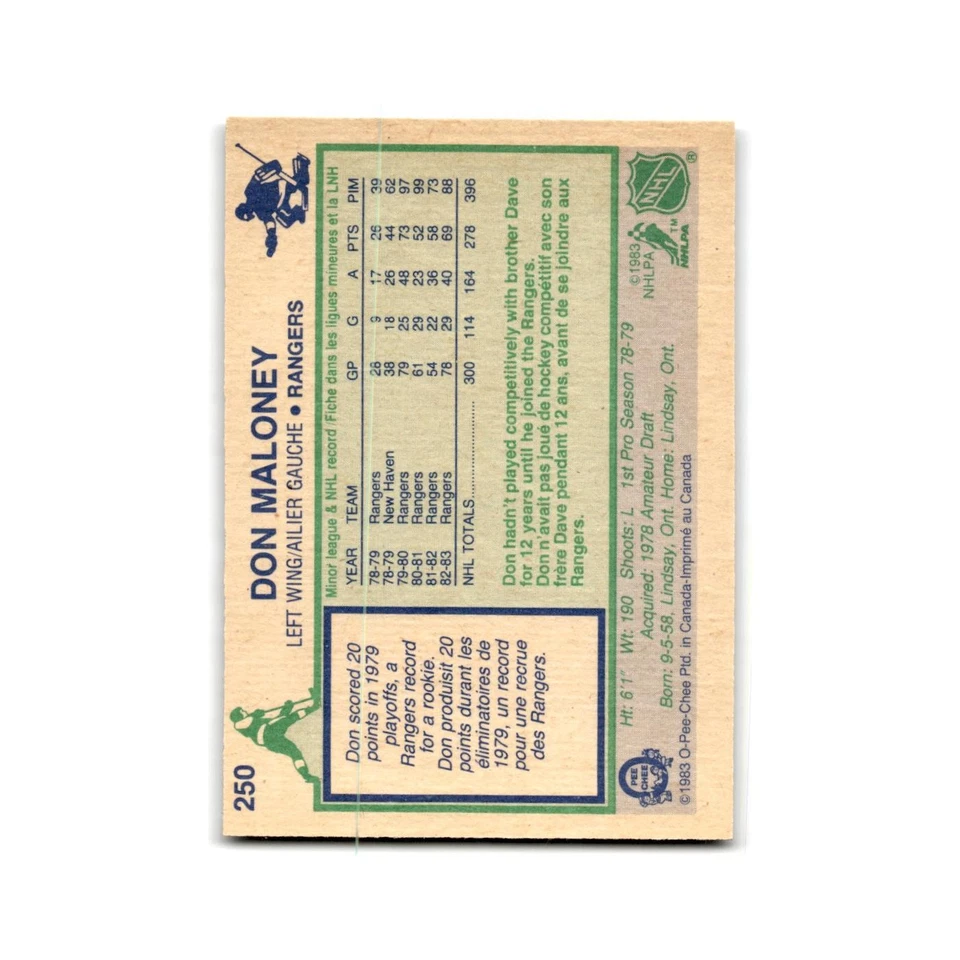 250
DON MALONEY
LEFT WING/AILIER GAUCHE • RANGERS
Don scored 20
points in 1979
playoffs, a
Rangers record
for a rookie.
Don produisit 20
points durant les
éliminatoires de
1979, un record
pour une recrue
des Rangers.
Minor league & NHL record/Fiche dans les ligues mineures et la LNH
YEAR TEAM GP G A PTS PIM
78-79 Rangers 28 9 17 26 39
78-79 New Haven 38 18 26 44 62
79-80 Rangers 79 25 48 73 97
80-81 Rangers 61 29 23 52 99
81-82 Rangers 54 22 36 58 73
82-83 Rangers 78 29 40 69 88
NHL TOTALS.................. 300 114 164 278 396
Don hadn't played competitively with brother Dave
for 12 years until he joined the Rangers.
Don n'avait pas joué de hockey compétitif avec son
frère Dave pendant 12 ans, avant de se joindre aux
Rangers.
Ht: 6'1" Wt: 190 Shoots: L 1st Pro Season 78-79
Acquired: 1978 Amateur Draft
Born: 9-5-58, Lindsay, Ont. Home: Lindsay, Ont.
O
PEE
CHEE
©1983 O-Pee-Chee Ptd. in Canada-Imprimé au Canada
©1983
NHLPA
TM
NHLPA
NHL
®